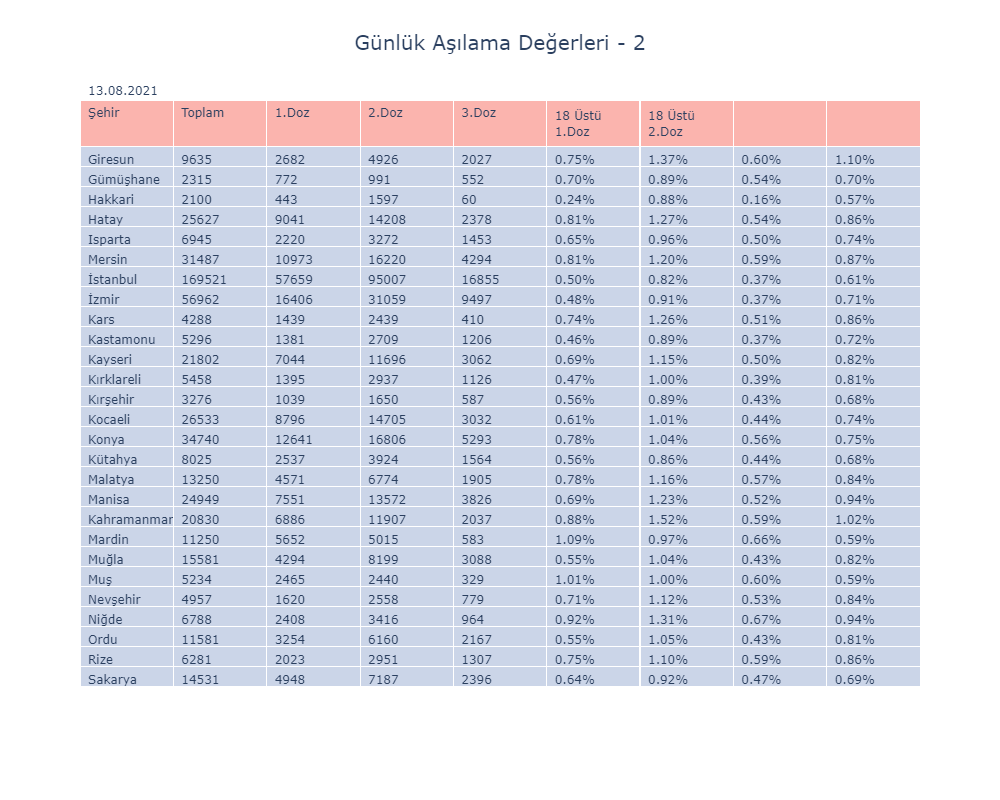 Günlük Aşılama Değerleri - 2
13.08.2021
Şehir Toplam 1.Doz 2.Doz 3.Doz 18 Üstü 1.Doz 18 Üstü 2.Doz
Giresun 9635 2682 4926 2027 0.75% 1.37% 0.60% 1.10%
Gümüşhane 2315 772 991 552 0.70% 0.89% 0.54% 0.70%
Hakkari 2100 443 1597 60 0.24% 0.88% 0.16% 0.57%
Hatay 25627 9041 14208 2378 0.81% 1.27% 0.54% 0.86%
Isparta 6945 2220 3272 1453 0.65% 0.96% 0.50% 0.74%
Mersin 31487 10973 16220 4294 0.81% 1.20% 0.59% 0.87%
İstanbul 169521 57659 95007 16855 0.50% 0.82% 0.37% 0.61%
İzmir 56962 16406 31059 9497 0.48% 0.91% 0.37% 0.71%
Kars 4288 1439 2439 410 0.74% 1.26% 0.51% 0.86%
Kastamonu 5296 1381 2709 1206 0.46% 0.89% 0.37% 0.72%
Kayseri 21802 7044 11696 3062 0.69% 1.15% 0.50% 0.82%
Kırklareli 5458 1395 2937 1126 0.47% 1.00% 0.39% 0.81%
Kırşehir 3276 1039 1650 587 0.56% 0.89% 0.43% 0.68%
Kocaeli 26533 8796 14705 3032 0.61% 1.01% 0.44% 0.74%
Konya 34740 12641 16806 5293 0.78% 1.04% 0.56% 0.75%
Kütahya 8025 2537 3924 1564 0.56% 0.86% 0.44% 0.68%
Malatya 13250 4571 6774 1905 0.78% 1.16% 0.57% 0.84%
Manisa 24949 7551 13572 3826 0.69% 1.23% 0.52% 0.94%
Kahramanmar 20830 6886 11907 2037 0.88% 1.52% 0.59% 1.02%
Mardin 11250 5652 5015 583 1.09% 0.97% 0.66% 0.59%
Muğla 15581 4294 8199 3088 0.55% 1.04% 0.43% 0.82%
Muş 5234 2465 2440 329 1.01% 1.00% 0.60% 0.59%
Nevşehir 4957 1620 2558 779 0.71% 1.12% 0.53% 0.84%
Niğde 6788 2408 3416 964 0.92% 1.31% 0.67% 0.94%
Ordu 11581 3254 6160 2167 0.55% 1.05% 0.43% 0.81%
Rize 6281 2023 2951 1307 0.75% 1.10% 0.59% 0.86%
Sakarya 14531 4948 7187 2396 0.64% 0.92% 0.47% 0.69%